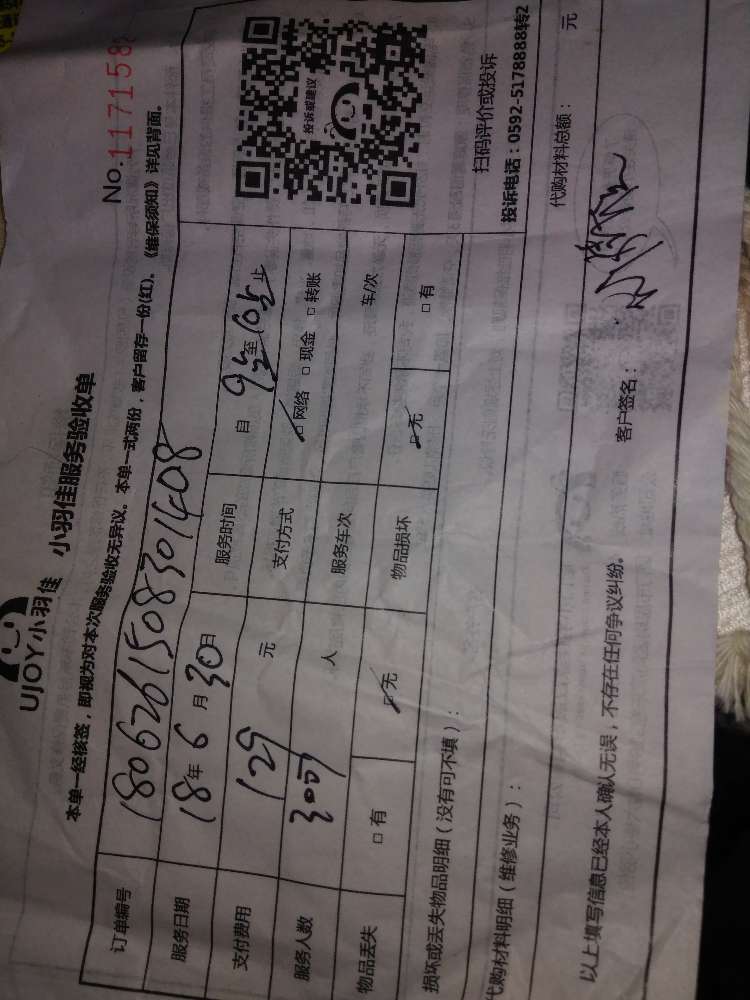 UJOY小羽佳 小羽佳服务验收单
No:1171582
本单一经核签，即视为对本次服务验收无异议。本单一式两份，客户留存一份(红)。《维保须知》详见背面。
订单编号 1806261508301408
服务日期 18年6月30日 服务时间 自 至 止
支付费用 129 元 支付方式 网络 □现金 □转账
服务人数 人 服务车次 车/次
物品丢失 □有 □无 物品损坏 □无 □有
投诉或建议
扫码评价或投诉
投诉电话：0592-5178888转2
损坏或丢失物品明细（没有可不填）：
代购材料明细（维修业务）： 代购材料总额： 元
以上填写信息已经本人确认无误，不存在任何争议纠纷。 客户签名：